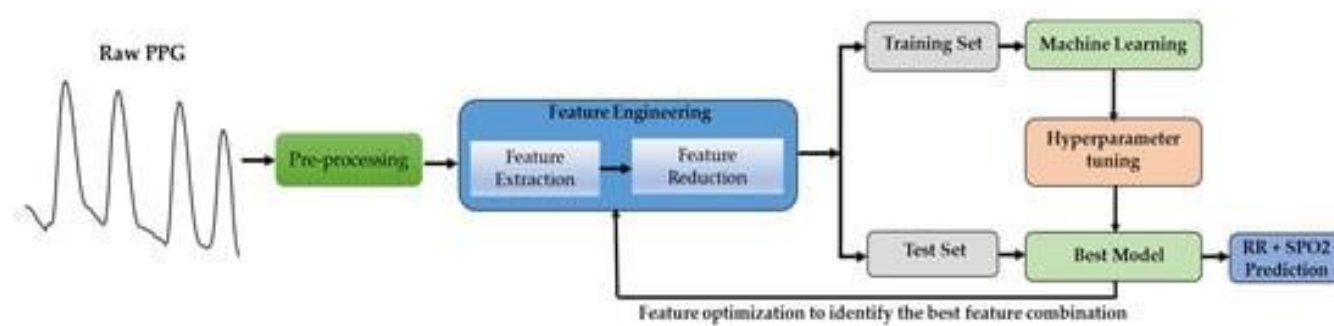 Raw PPG
Pre-processing
Feature Engineering
Feature
Extraction
Feature
Reduction
Training Set
Machine Learning
Hyperparameter
tuning
Test Set
Best Model
RR + SPO2
Prediction
Feature optimization to identify the best feature combination